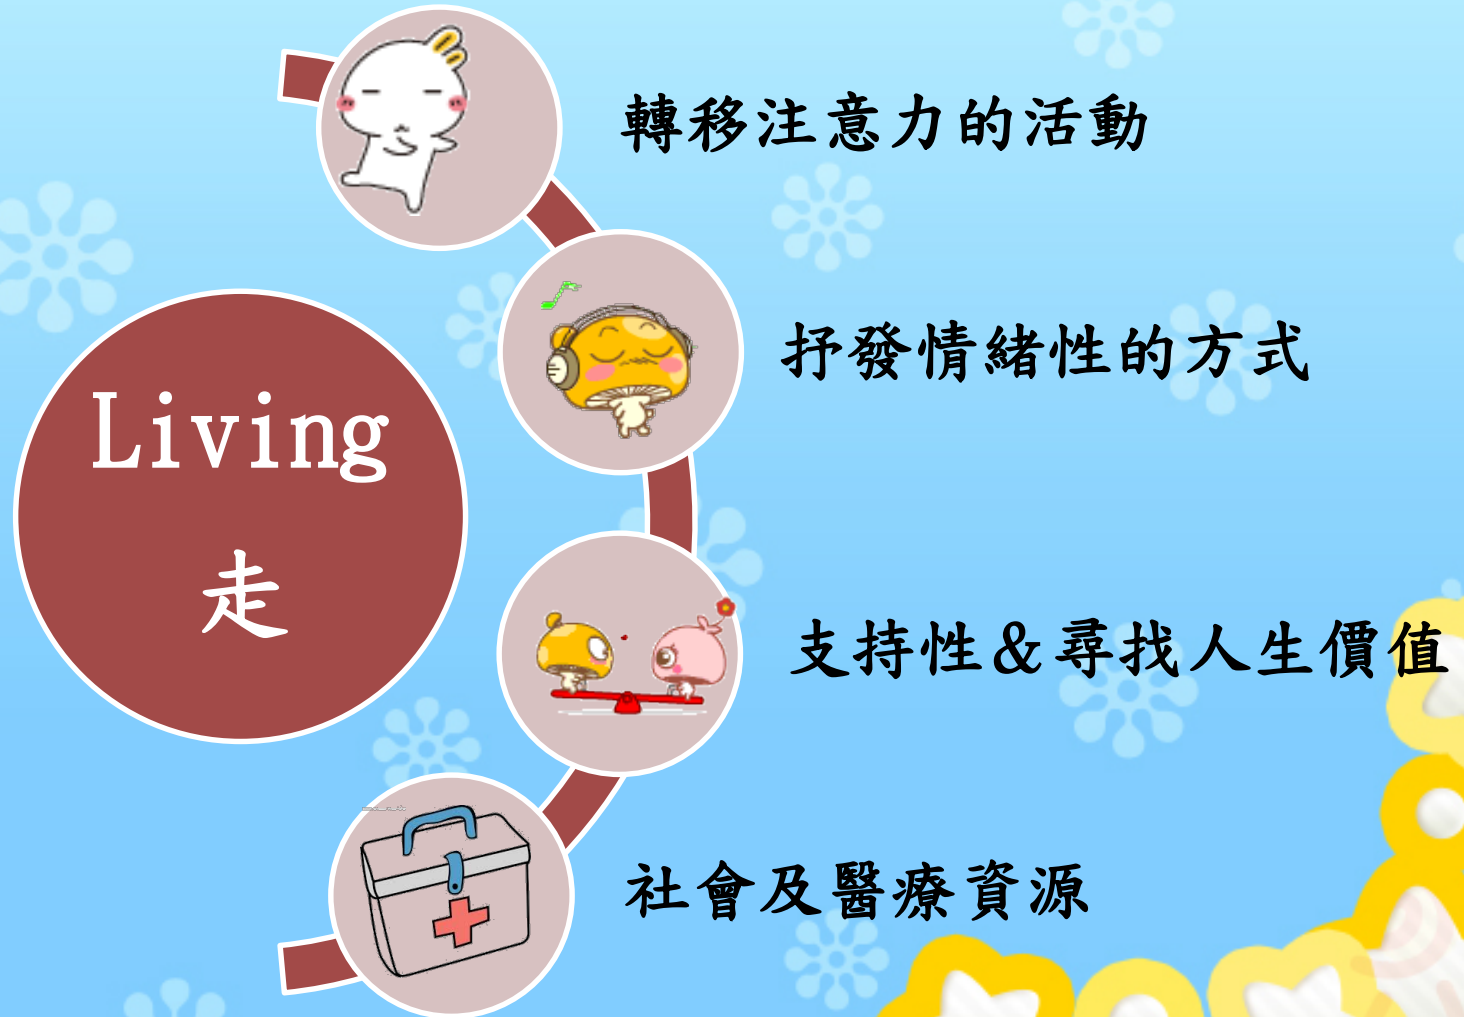 Living
走
轉移注意力的活動
抒發情緒性的方式
支持性&尋找人生價值
社會及醫療資源